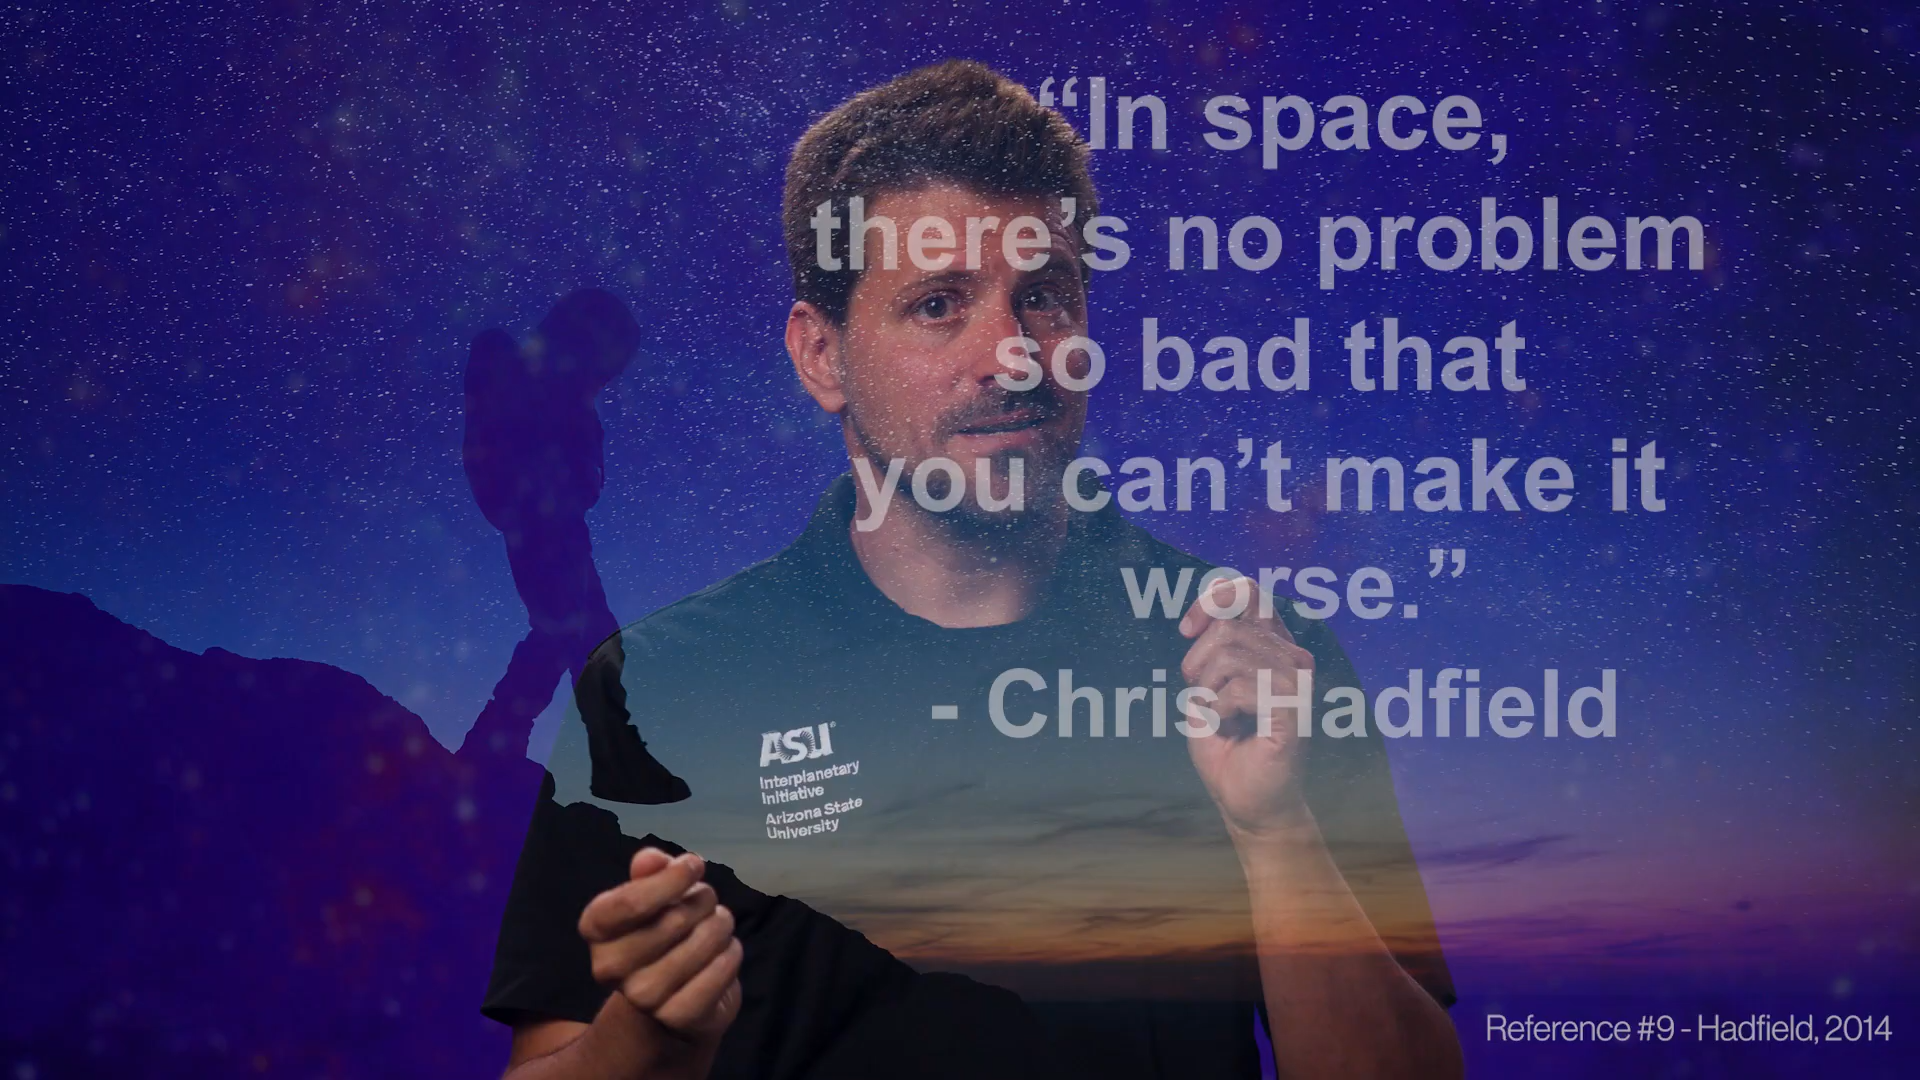 “In space,
there’s no problem
so bad that
you can’t make it
worse.”
- Chris Hadfield
ASU
Interplanetary
Initiative
Arizona State
University
Reference #9 - Hadfield, 2014